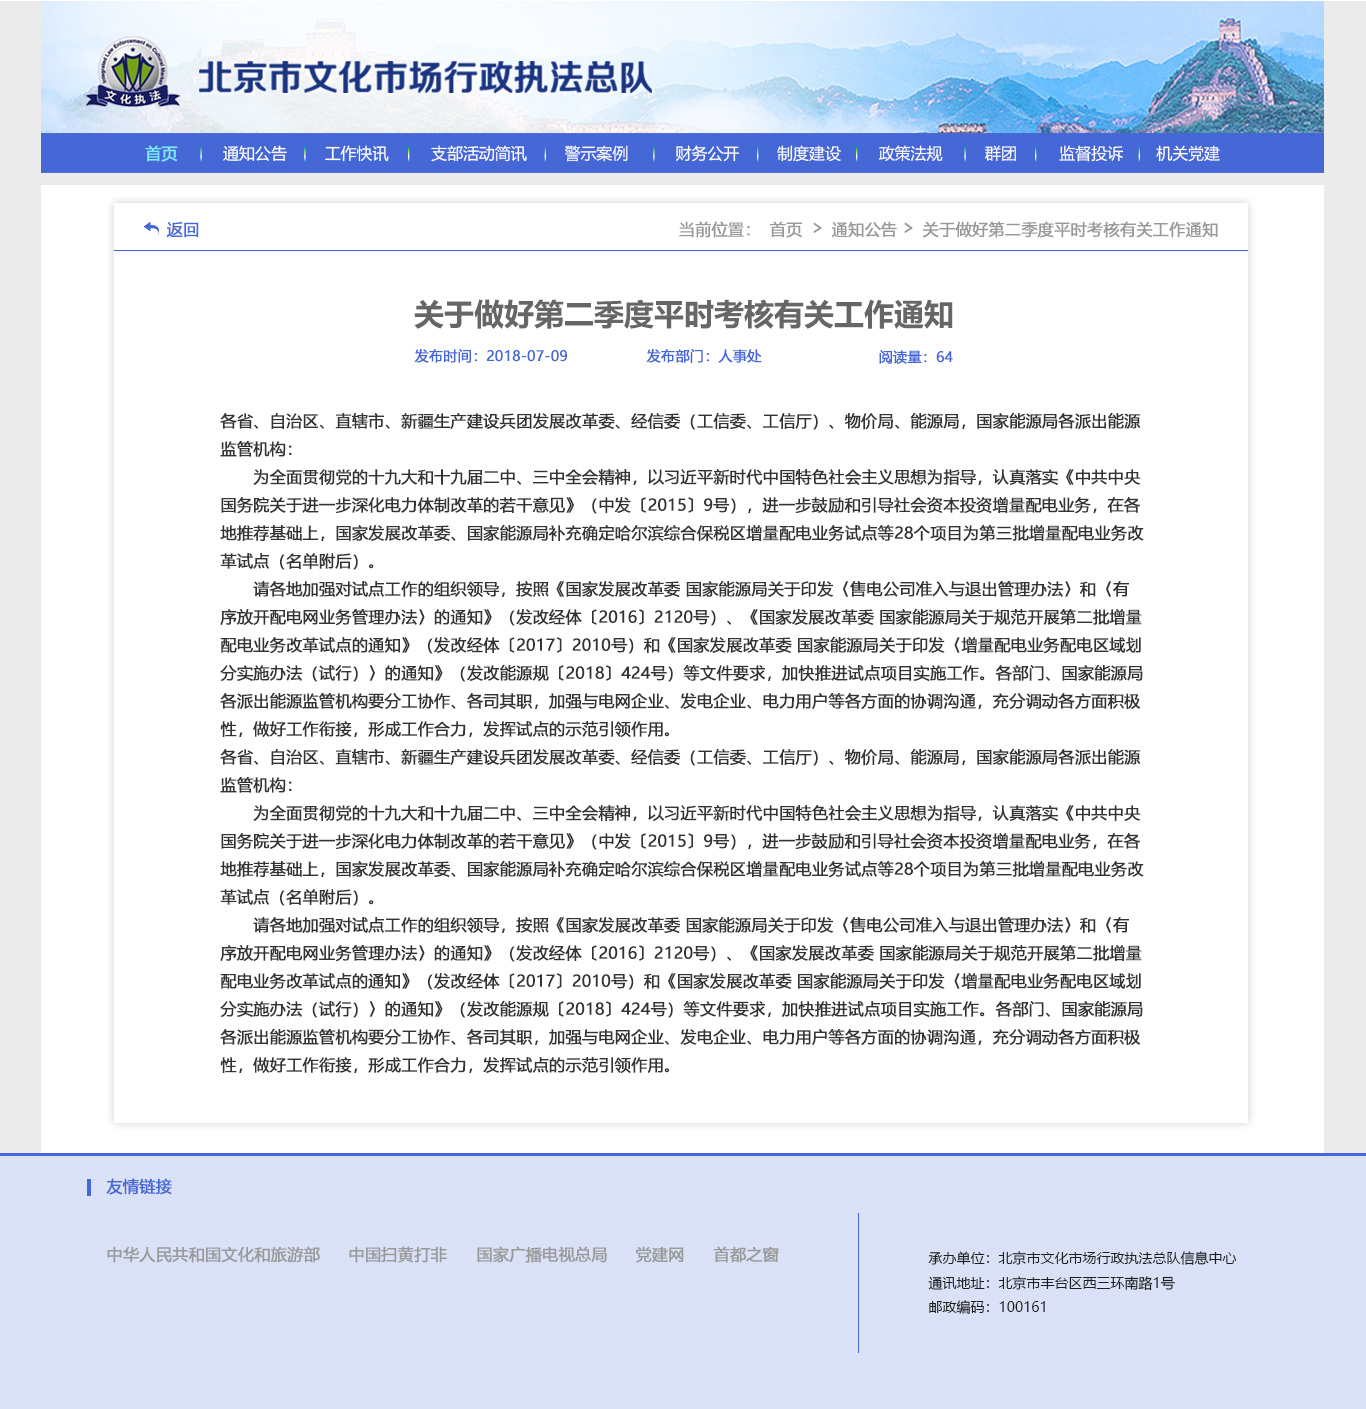 Integrated Law Enforcement on Cultural Market
文化执法
北京市文化市场行政执法总队
首页 通知公告 工作快讯 支部活动简讯 警示案例 财务公开 制度建设 政策法规 群团 监督投诉 机关党建
返回 当前位置： 首页 > 通知公告 > 关于做好第二季度平时考核有关工作通知
关于做好第二季度平时考核有关工作通知
发布时间：2018-07-09 发布部门：人事处 阅读量：64
各省、自治区、直辖市、新疆生产建设兵团发展改革委、经信委（工信委、工信厅）、物价局、能源局，国家能源局各派出能源
监管机构：
为全面贯彻党的十九大和十九届二中、三中全会精神，以习近平新时代中国特色社会主义思想为指导，认真落实《中共中央
国务院关于进一步深化电力体制改革的若干意见》（中发〔2015〕9号），进一步鼓励和引导社会资本投资增量配电业务，在各
地推荐基础上，国家发展改革委、国家能源局补充确定哈尔滨综合保税区增量配电业务试点等28个项目为第三批增量配电业务改
革试点（名单附后）。
请各地加强对试点工作的组织领导，按照《国家发展改革委 国家能源局关于印发〈售电公司准入与退出管理办法〉和〈有
序放开配电网业务管理办法〉的通知》（发改经体〔2016〕2120号）、《国家发展改革委 国家能源局关于规范开展第二批增量
配电业务改革试点的通知》（发改经体〔2017〕2010号）和《国家发展改革委 国家能源局关于印发〈增量配电业务配电区域划
分实施办法（试行）〉的通知》（发改能源规〔2018〕424号）等文件要求，加快推进试点项目实施工作。各部门、国家能源局
各派出能源监管机构要分工协作、各司其职，加强与电网企业、发电企业、电力用户等各方面的协调沟通，充分调动各方面积极
性，做好工作衔接，形成工作合力，发挥试点的示范引领作用。
各省、自治区、直辖市、新疆生产建设兵团发展改革委、经信委（工信委、工信厅）、物价局、能源局，国家能源局各派出能源
监管机构：
为全面贯彻党的十九大和十九届二中、三中全会精神，以习近平新时代中国特色社会主义思想为指导，认真落实《中共中央
国务院关于进一步深化电力体制改革的若干意见》（中发〔2015〕9号），进一步鼓励和引导社会资本投资增量配电业务，在各
地推荐基础上，国家发展改革委、国家能源局补充确定哈尔滨综合保税区增量配电业务试点等28个项目为第三批增量配电业务改
革试点（名单附后）。
请各地加强对试点工作的组织领导，按照《国家发展改革委 国家能源局关于印发〈售电公司准入与退出管理办法〉和〈有
序放开配电网业务管理办法〉的通知》（发改经体〔2016〕2120号）、《国家发展改革委 国家能源局关于规范开展第二批增量
配电业务改革试点的通知》（发改经体〔2017〕2010号）和《国家发展改革委 国家能源局关于印发〈增量配电业务配电区域划
分实施办法（试行）〉的通知》（发改能源规〔2018〕424号）等文件要求，加快推进试点项目实施工作。各部门、国家能源局
各派出能源监管机构要分工协作、各司其职，加强与电网企业、发电企业、电力用户等各方面的协调沟通，充分调动各方面积极
性，做好工作衔接，形成工作合力，发挥试点的示范引领作用。
友情链接
中华人民共和国文化和旅游部 中国扫黄打非 国家广播电视总局 党建网 首都之窗
承办单位：北京市文化市场行政执法总队信息中心
通讯地址：北京市丰台区西三环南路1号
邮政编码：100161